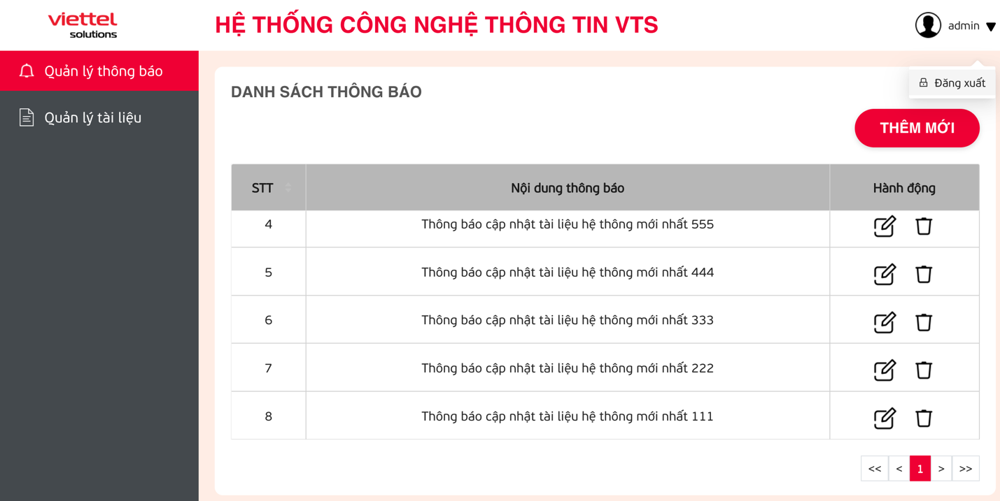 viettel
solutions
HỆ THỐNG CÔNG NGHỆ THÔNG TIN VTS
admin
Quản lý thông báo
Quản lý tài liệu
Đăng xuất
DANH SÁCH THÔNG BÁO
THÊM MỚI
STT Nội dung thông báo Hành động
4 Thông báo cập nhật tài liệu hệ thông mới nhất 555
5 Thông báo cập nhật tài liệu hệ thông mới nhất 444
6 Thông báo cập nhật tài liệu hệ thông mới nhất 333
7 Thông báo cập nhật tài liệu hệ thông mới nhất 222
8 Thông báo cập nhật tài liệu hệ thông mới nhất 111
<< < 1 > >>